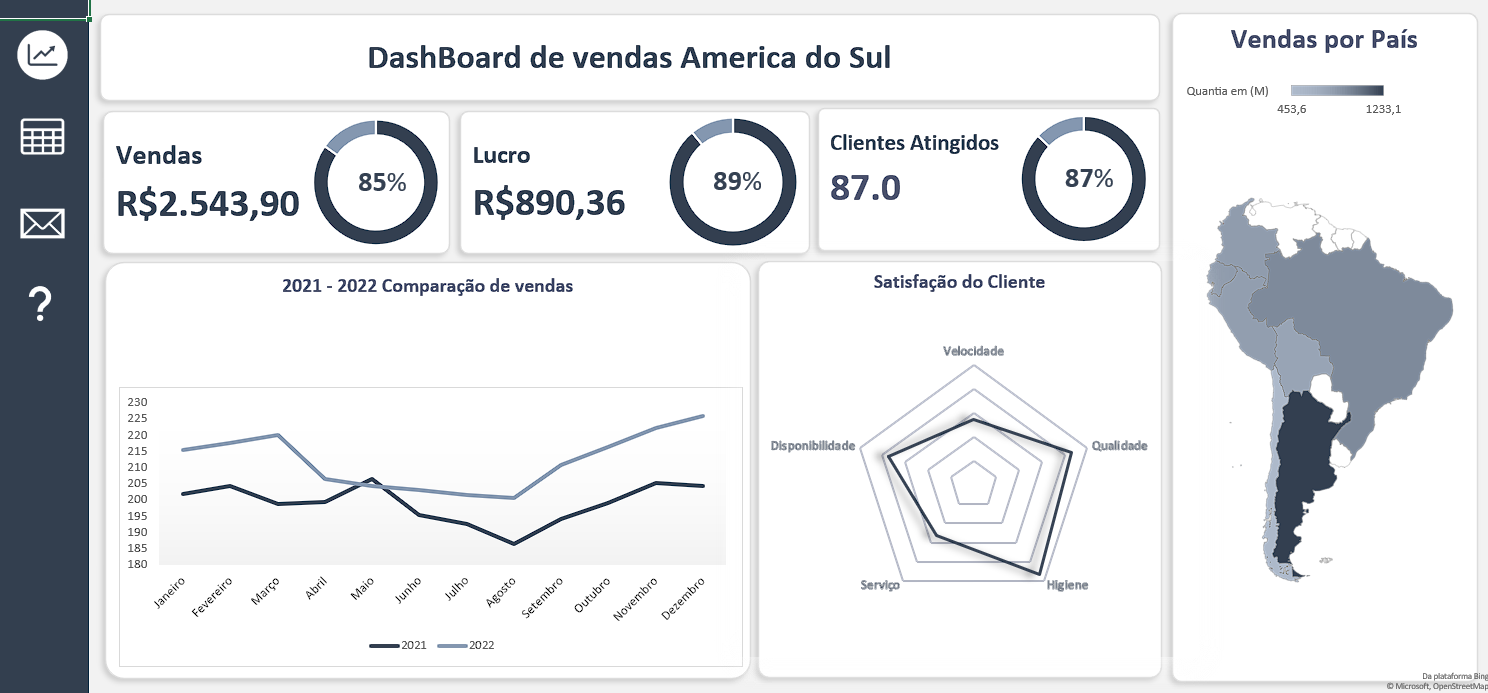 DashBoard de vendas America do Sul
Vendas
R$2.543,90
85%
Lucro
R$890,36
89%
Clientes Atingidos
87.0
87%
2021 - 2022 Comparação de vendas
230
225
220
215
210
205
200
195
190
185
180
Janeiro
Fevereiro
Março
Abril
Maio
Junho
Julho
Agosto
Setembro
Outubro
Novembro
Dezembro
2021
2022
Satisfação do Cliente
Velocidade
Qualidade
Higiene
Serviço
Disponibilidade
Vendas por País
Quantia em (M)
453,6
1233,1
Da plataforma Bing
© Microsoft, OpenStreetMap
?